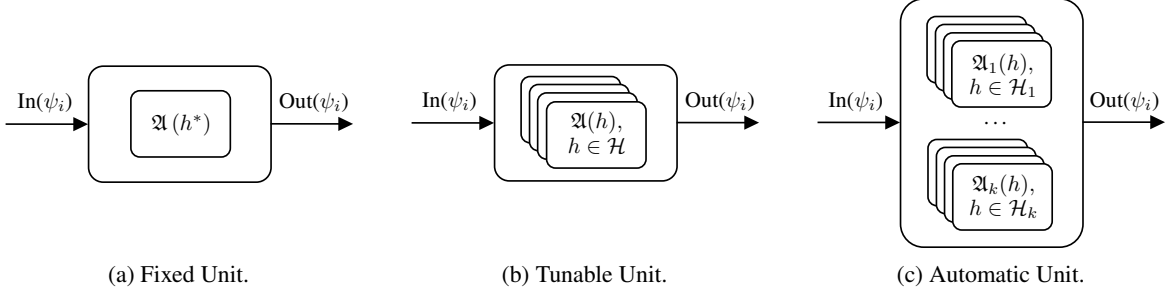 In(ψ_i)
𝔄 (h*)
Out(ψ_i)
(a) Fixed Unit.
In(ψ_i)
𝔄(h),
h ∈ ℋ
Out(ψ_i)
(b) Tunable Unit.
In(ψ_i)
𝔄_1(h),
h ∈ ℋ_1
...
𝔄_k(h),
h ∈ ℋ_k
Out(ψ_i)
(c) Automatic Unit.